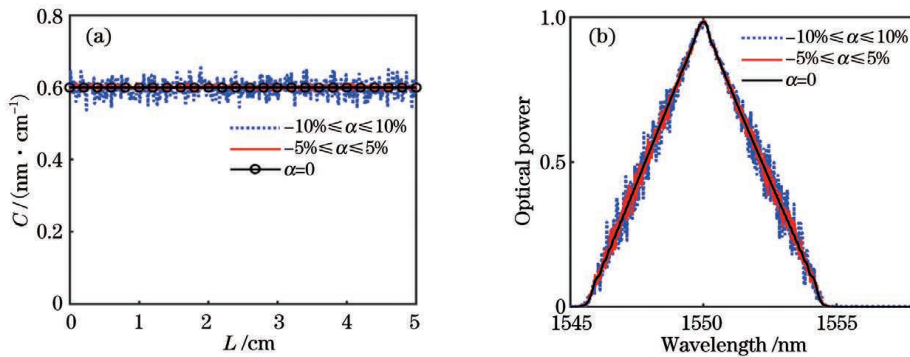 (a)
0.8
0.6
0.4
0.2
0
C/(nm·cm⁻¹)
−10%≤α≤10%
−5%≤α≤5%
α=0
0 1 2 3 4 5
L/cm
(b)
1.0
0.5
0
Optical power
−10%≤α≤10%
−5%≤α≤5%
α=0
1545 1550 1555
Wavelength /nm